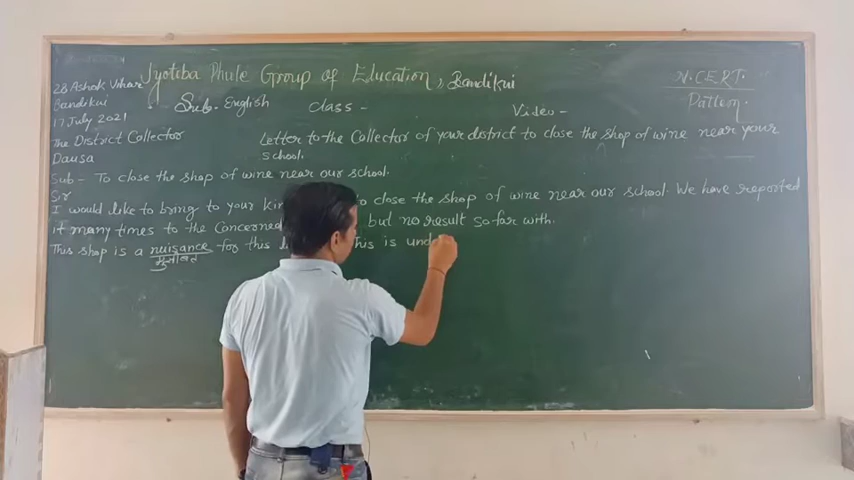 Jyotiba Phule Group of Education, Bandikui
N.C.E.R.T. Pattern
Sub - English Class - Video -
28 Ashok Vihar
Bandikui
17 July 2021
The District Collector
Dausa
Letter to the Collector of your district to close the shop of wine near your
school.
Sub - To close the shop of wine near our school.
Sir
I would like to bring to your to close the shop of wine near our school. We have reported
it many times to the Concerned but no result so far with.
This shop is a nuisance for this This is
मुसीबत